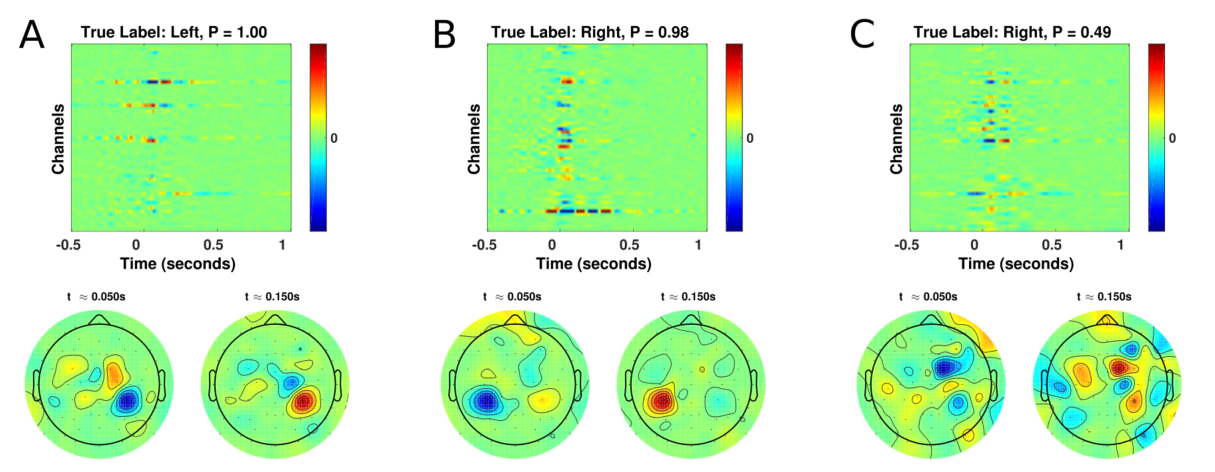 A
True Label: Left, P = 1.00
Channels
0
-0.5 0 0.5 1
Time (seconds)
t ≈ 0.050s
t ≈ 0.150s
B
True Label: Right, P = 0.98
Channels
0
-0.5 0 0.5 1
Time (seconds)
t ≈ 0.050s
t ≈ 0.150s
C
True Label: Right, P = 0.49
Channels
0
-0.5 0 0.5 1
Time (seconds)
t ≈ 0.050s
t ≈ 0.150s